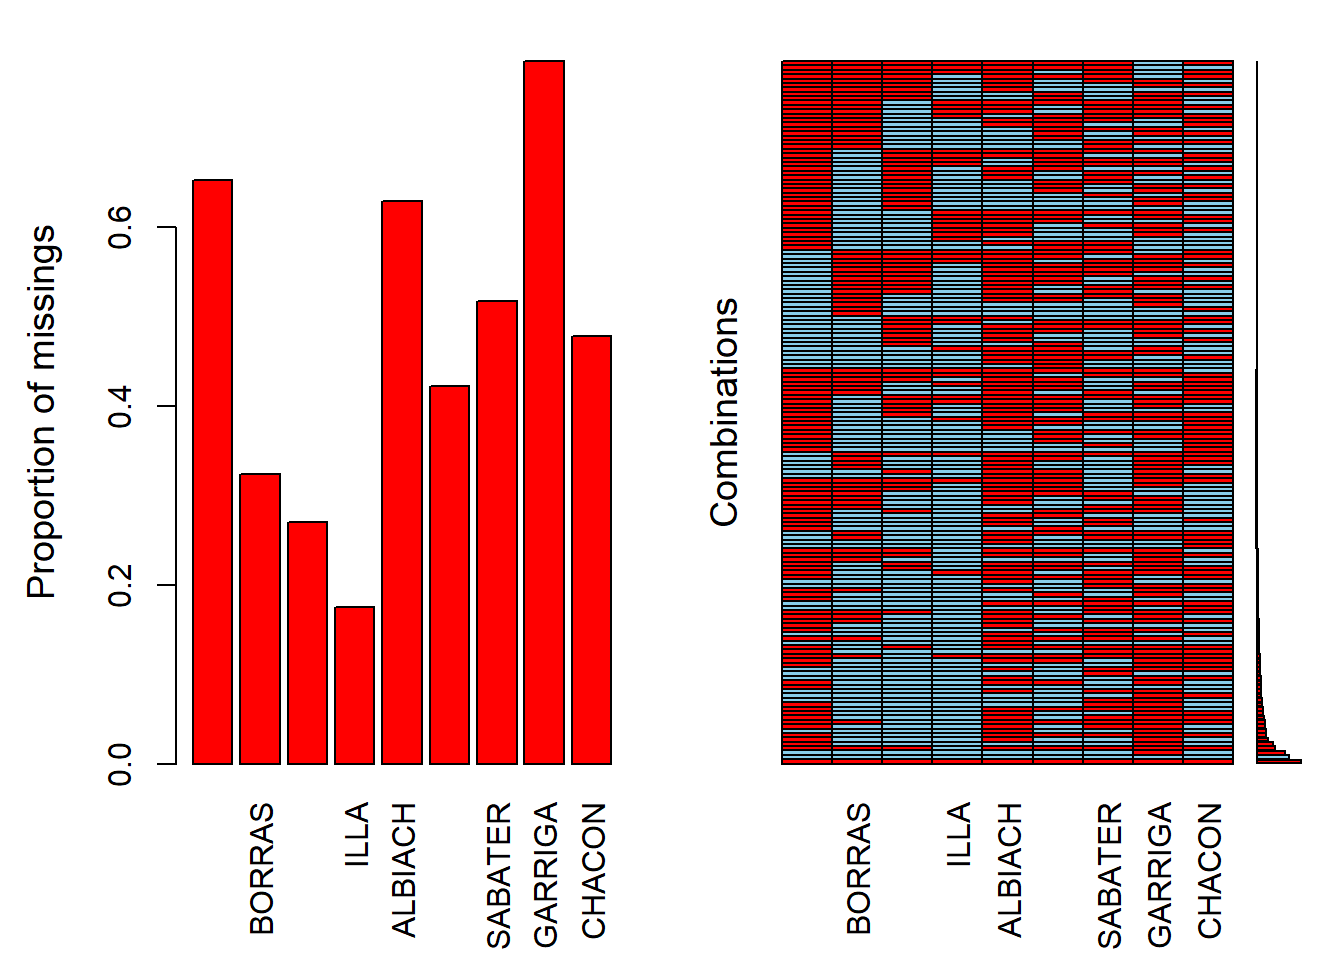 Proportion of missings
0.6
0.4
0.2
0.0
BORRAS
ILLA
ALBIACH
SABATER
GARRIGA
CHACON
Combinations
BORRAS
ILLA
ALBIACH
SABATER
GARRIGA
CHACON